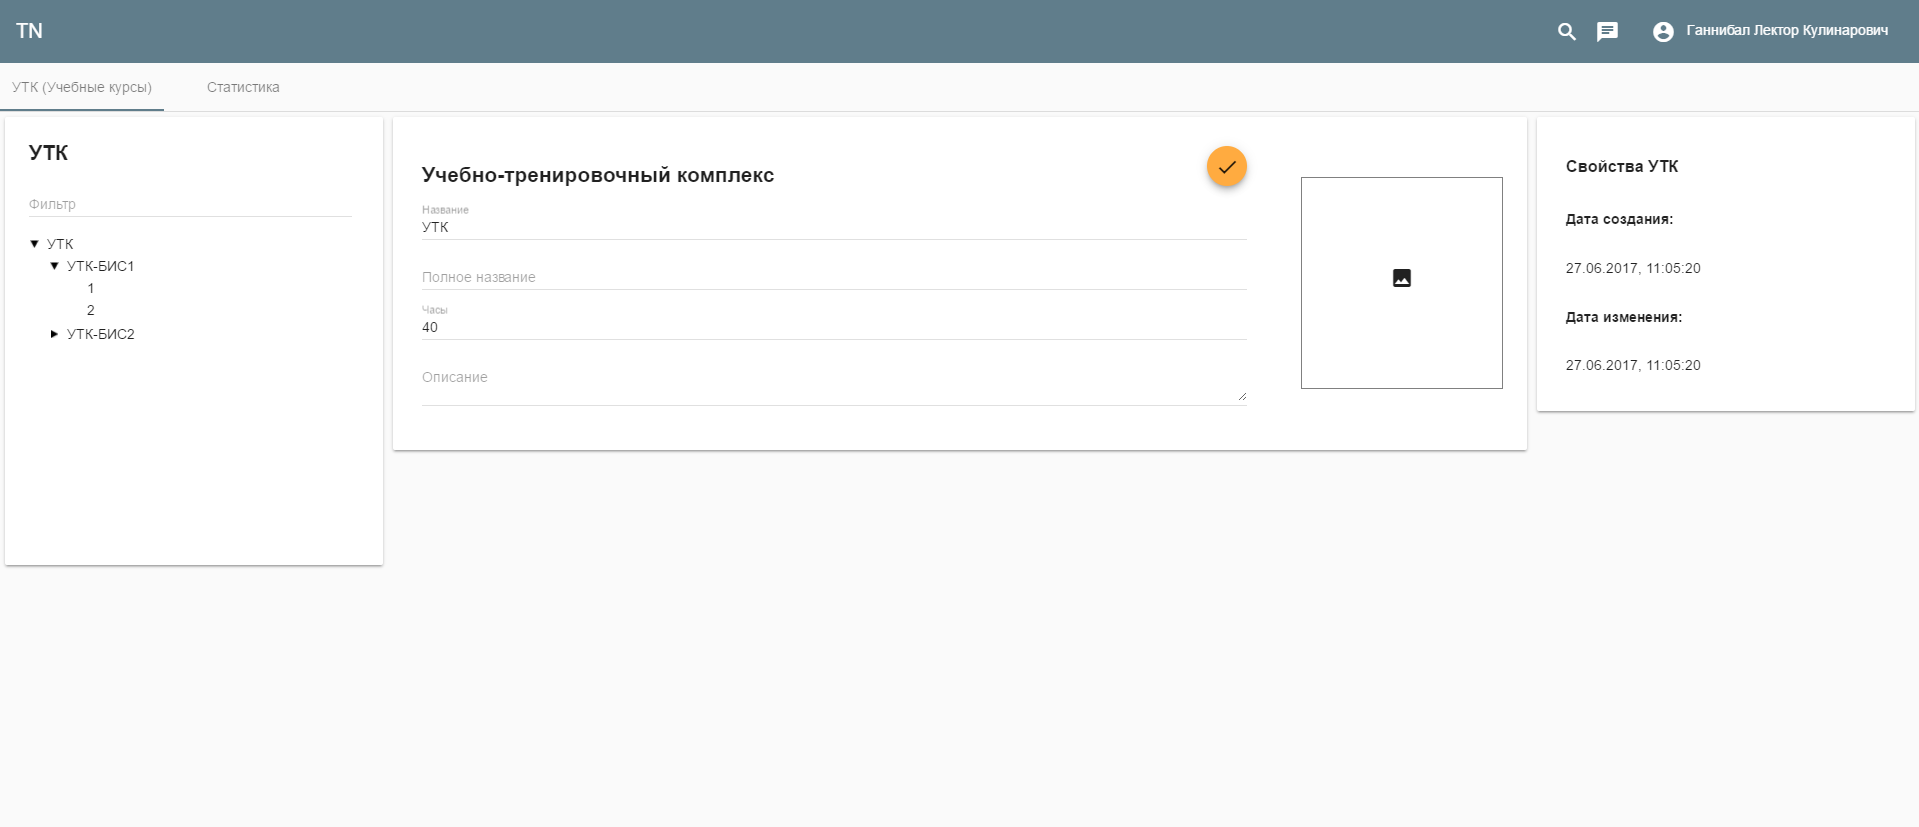 TN
Ганнибал Лектор Кулинарович
УТК (Учебные курсы)
Статистика
УТК
Фильтр
УТК
УТК-БИС1
1
2
УТК-БИС2
Учебно-тренировочный комплекс
Название
УТК
Полное название
Часы
40
Описание
Свойства УТК
Дата создания:
27.06.2017, 11:05:20
Дата изменения:
27.06.2017, 11:05:20